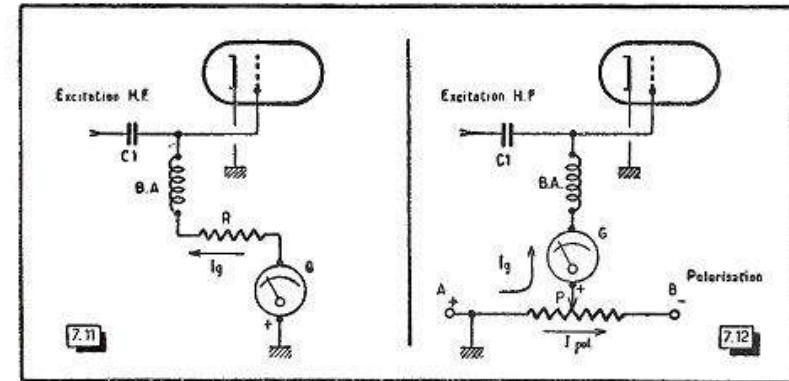 Excitation H.F.
C1
B.A
R
Ig
G
+
7.11
Excitation H.F
C1
B.A.
G
Ig
A
+
P
+
B
-
Polarisation
I pol
7.12